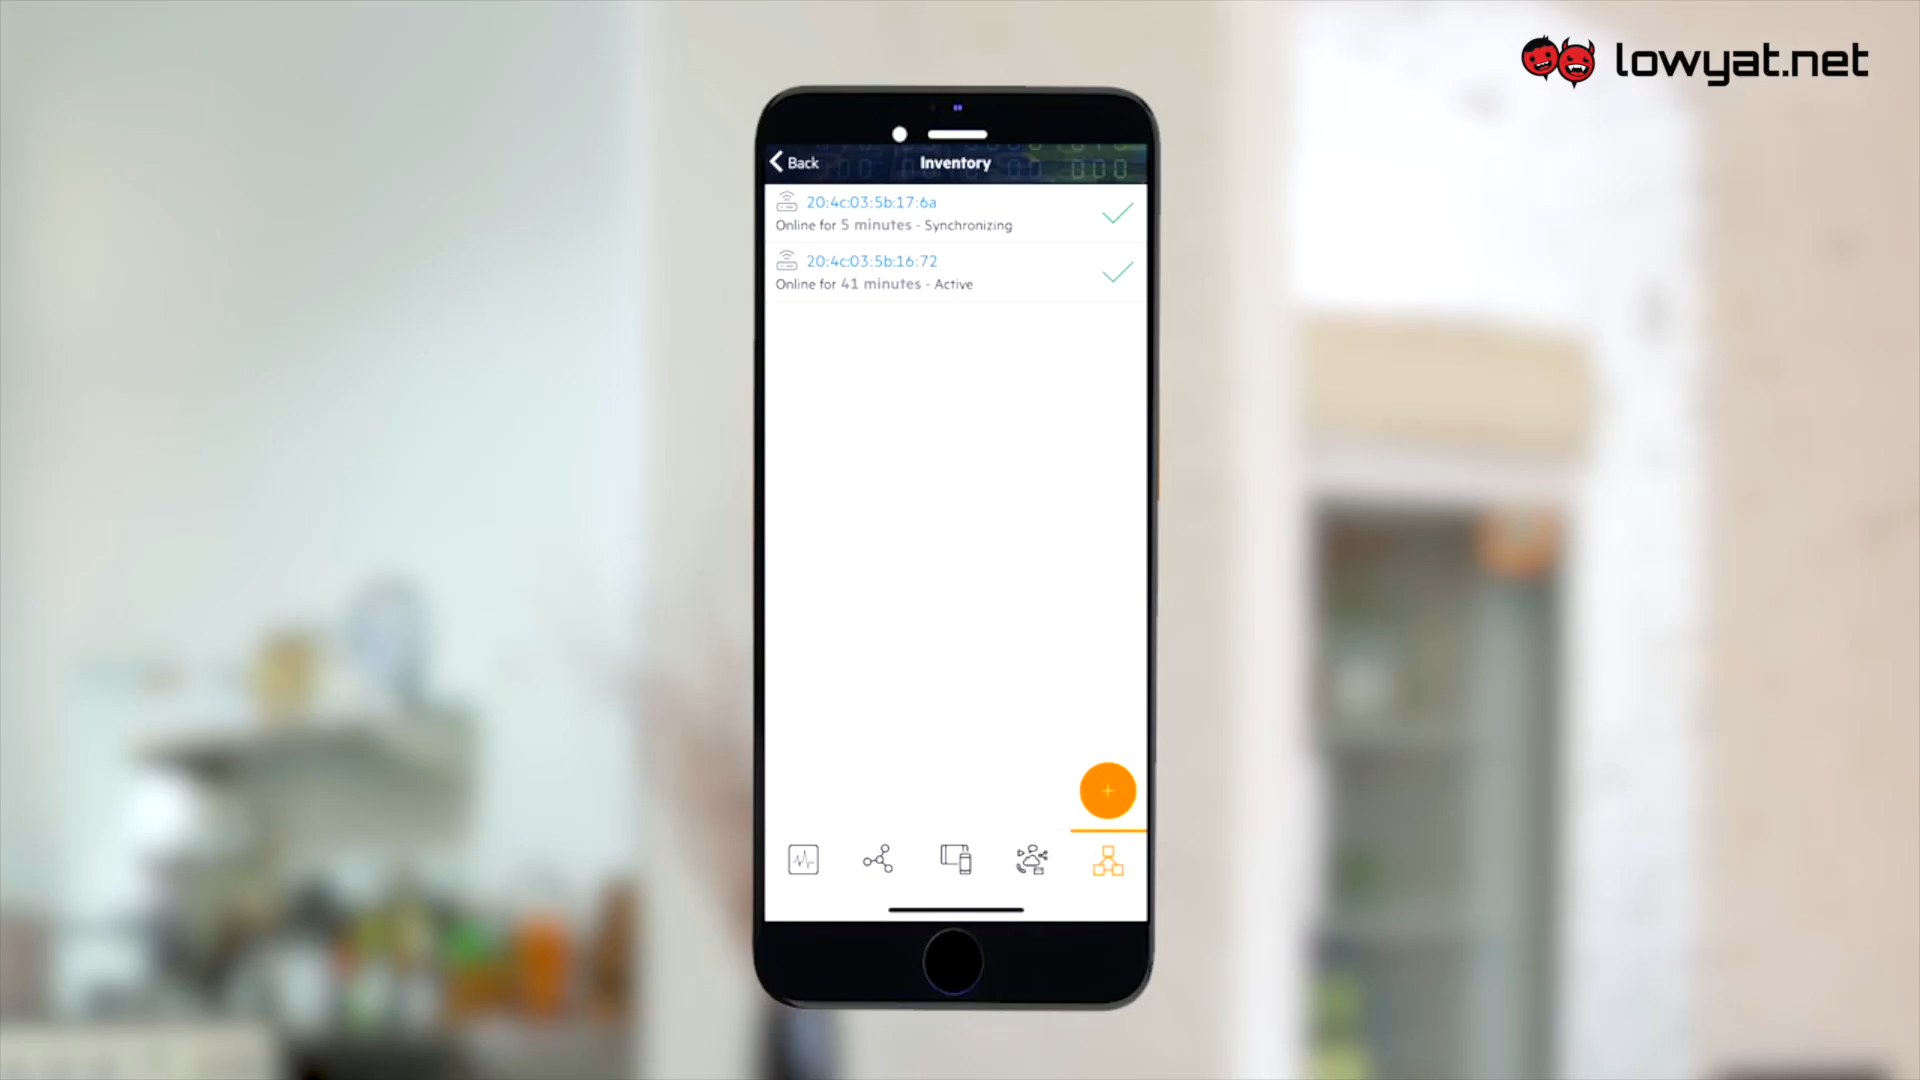 lowyat.net
Back
Inventory
20:4c:03:5b:17:6a
Online for 5 minutes - Synchronizing
20:4c:03:5b:16:72
Online for 41 minutes - Active